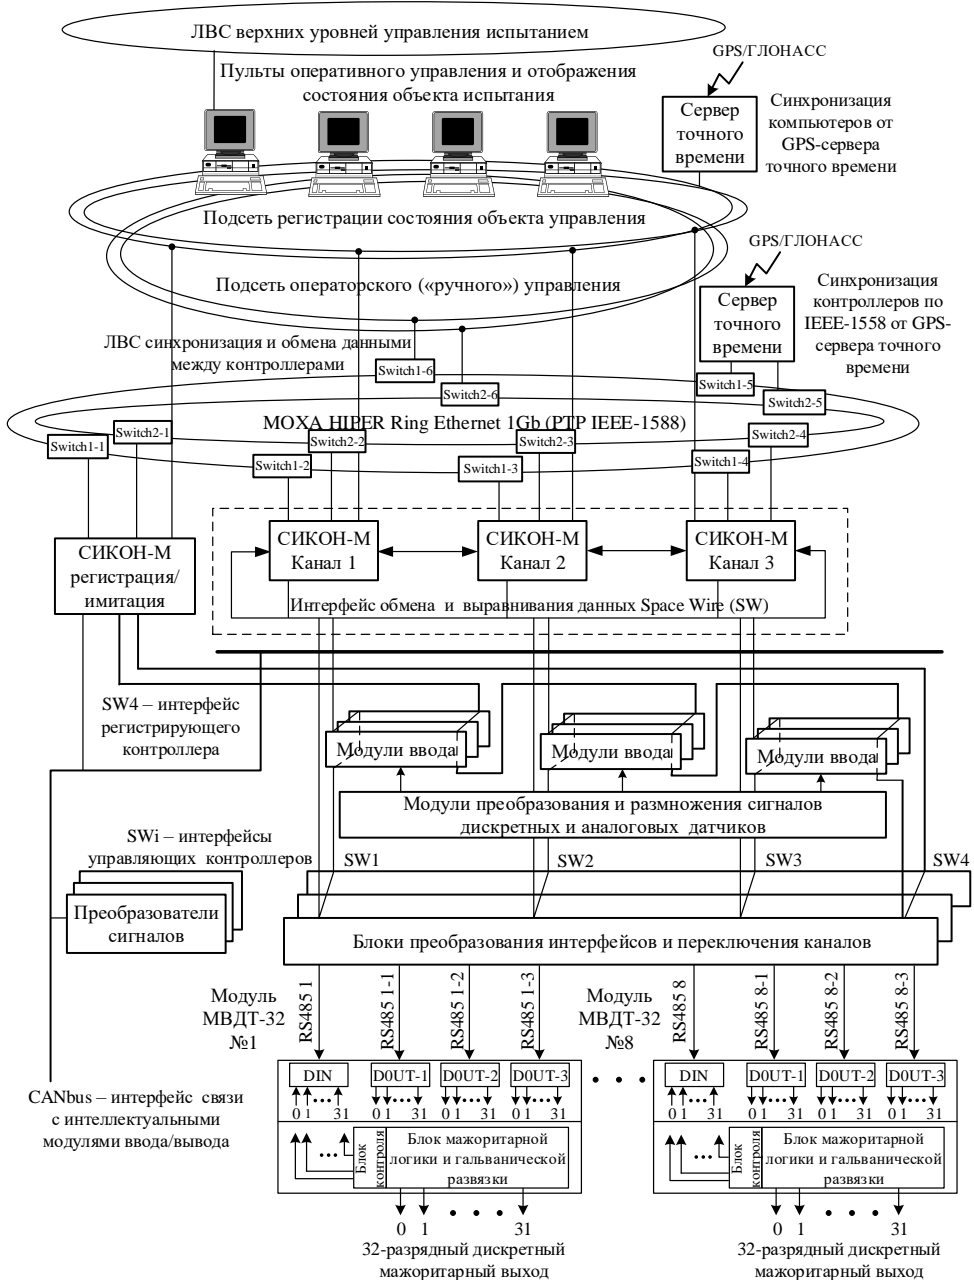 ЛВС верхних уровней управления испытанием
GPS/ГЛОНАСС
Пульты оперативного управления и отображения
состояния объекта испытания
Сервер
точного
времени
Синхронизация
компьютеров от
GPS-сервера
точного времени
Подсеть регистрации состояния объекта управления
GPS/ГЛОНАСС
Подсеть операторского («ручного») управления
Сервер
точного
времени
Синхронизация
контроллеров по
IEEE-1558 от GPS-
сервера точного
времени
ЛВС синхронизация и обмена данными
между контроллерами
Switch1-6
Switch2-6
Switch1-5
Switch2-5
MOXA HIPER Ring Ethernet 1Gb (PTP IEEE-1588)
Switch1-1
Switch2-1
Switch2-2
Switch1-2
Switch2-3
Switch1-3
Switch2-4
Switch1-4
СИКОН-М
регистрация/
имитация
СИКОН-М
Канал 1
СИКОН-М
Канал 2
СИКОН-М
Канал 3
Интерфейс обмена и выравнивания данных Space Wire (SW)
SW4 – интерфейс
регистрирующего
контроллера
Модули ввода
Модули ввода
Модули ввода
Модули преобразования и размножения сигналов
дискретных и аналоговых датчиков
SWi – интерфейсы
управляющих контроллеров
SW1
SW2
SW3
SW4
Преобразователи
сигналов
Блоки преобразования интерфейсов и переключения каналов
Модуль
МВДТ-32
№1
RS485 1
RS485 1-1
RS485 1-2
RS485 1-3
Модуль
МВДТ-32
№8
RS485 8
RS485 8-1
RS485 8-2
RS485 8-3
DIN
D0UT-1
D0UT-2
D0UT-3
DIN
D0UT-1
D0UT-2
D0UT-3
0 1 31
0 1 31
0 1 31
0 1 31
0 1 31
0 1 31
0 1 31
0 1 31
CANbus – интерфейс связи
с интеллектуальными
модулями ввода/вывода
Блок
контроля
Блок мажоритарной
логики и гальванической
развязки
Блок
контроля
Блок мажоритарной
логики и гальванической
развязки
0 1 31
0 1 31
32-разрядный дискретный
мажоритарный выход
32-разрядный дискретный
мажоритарный выход